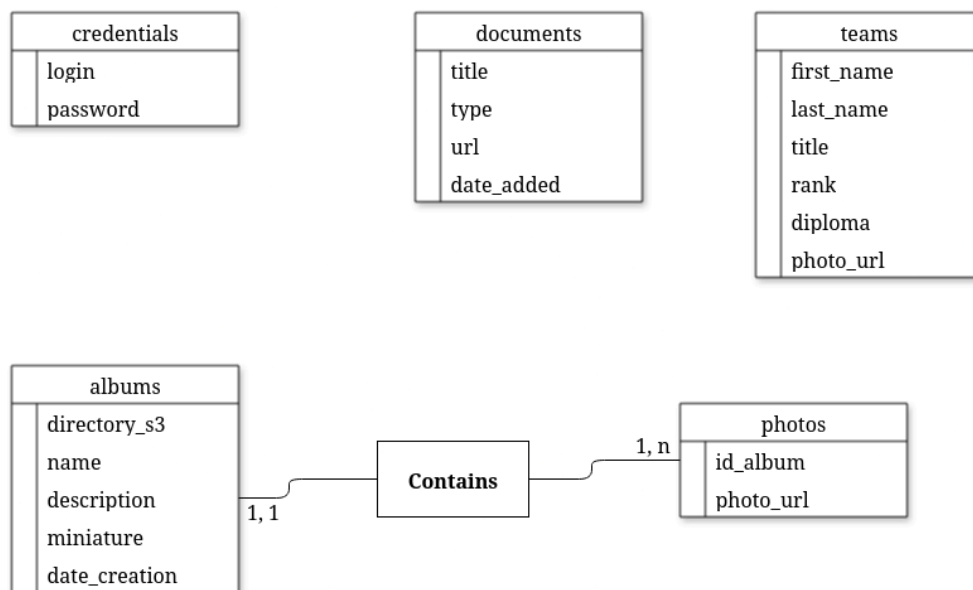 credentials
login
password
documents
title
type
url
date_added
teams
first_name
last_name
title
rank
diploma
photo_url
albums
directory_s3
name
description
miniature
date_creation
1, 1
Contains
1, n
photos
id_album
photo_url